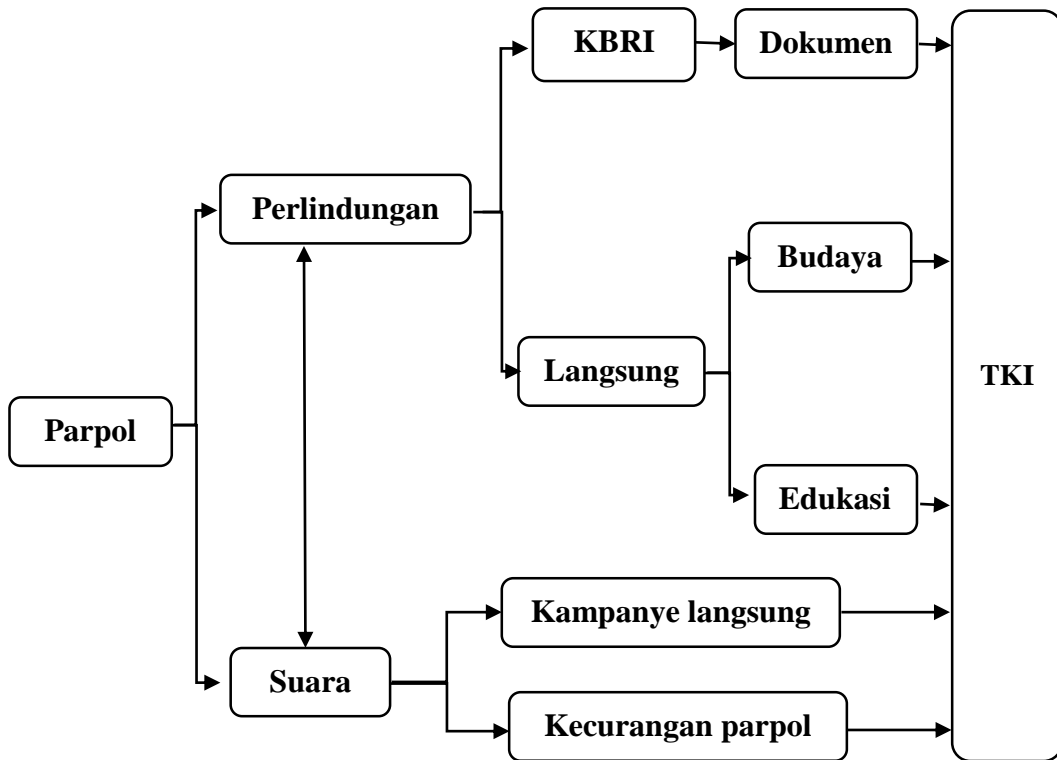 KBRI
Dokumen
Perlindungan
Budaya
Langsung
TKI
Parpol
Edukasi
Kampanye langsung
Suara
Kecurangan parpol